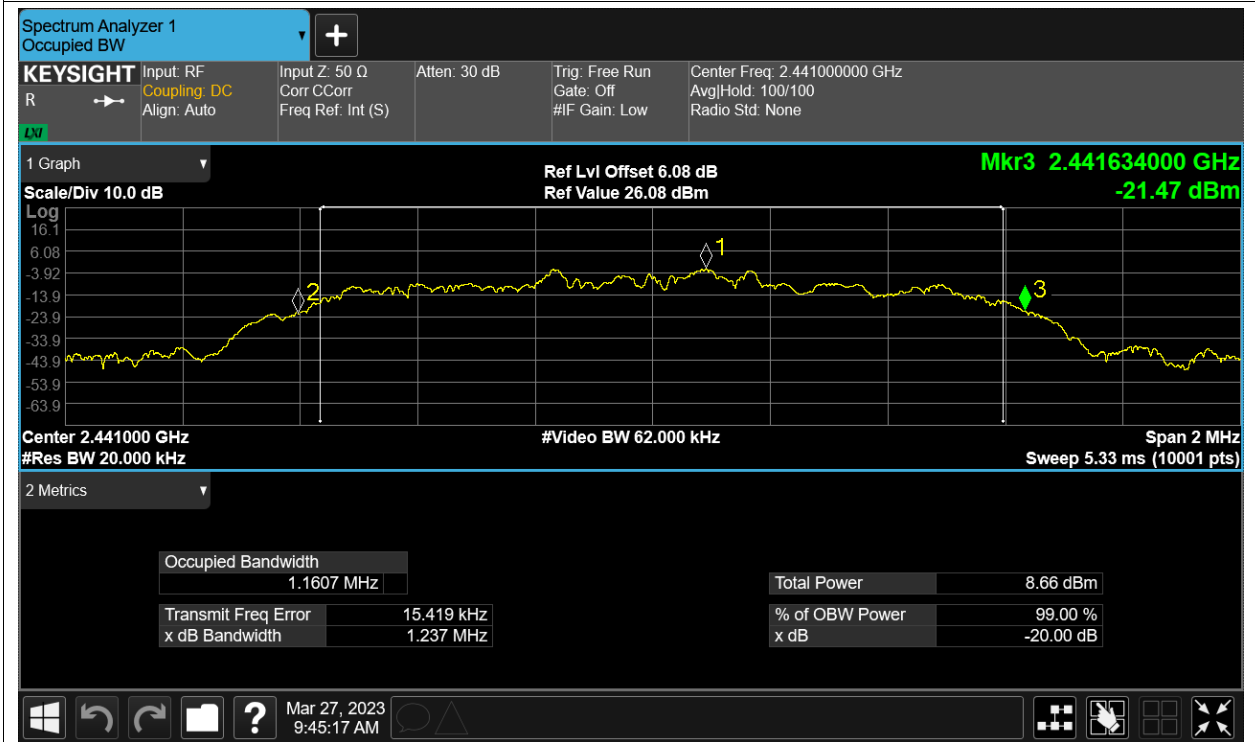 Spectrum Analyzer 1
Occupied BW
+
KEYSIGHT
R
LXI
Input: RF
Coupling: DC
Align: Auto
Input Z: 50 Ω
Corr CCorr
Freq Ref: Int (S)
Atten: 30 dB
Trig: Free Run
Gate: Off
#IF Gain: Low
Center Freq: 2.441000000 GHz
Avg|Hold: 100/100
Radio Std: None
1 Graph
Scale/Div 10.0 dB
Ref Lvl Offset 6.08 dB
Ref Value 26.08 dBm
Mkr3 2.441634000 GHz
-21.47 dBm
Log
16.1
6.08
-3.92
-13.9
-23.9
-33.9
-43.9
-53.9
-63.9
1
2
3
Center 2.441000 GHz
#Video BW 62.000 kHz
Span 2 MHz
#Res BW 20.000 kHz
Sweep 5.33 ms (10001 pts)
2 Metrics
Occupied Bandwidth
1.1607 MHz
Transmit Freq Error 15.419 kHz
x dB Bandwidth 1.237 MHz
Total Power 8.66 dBm
% of OBW Power 99.00 %
x dB -20.00 dB
?
Mar 27, 2023
9:45:17 AM